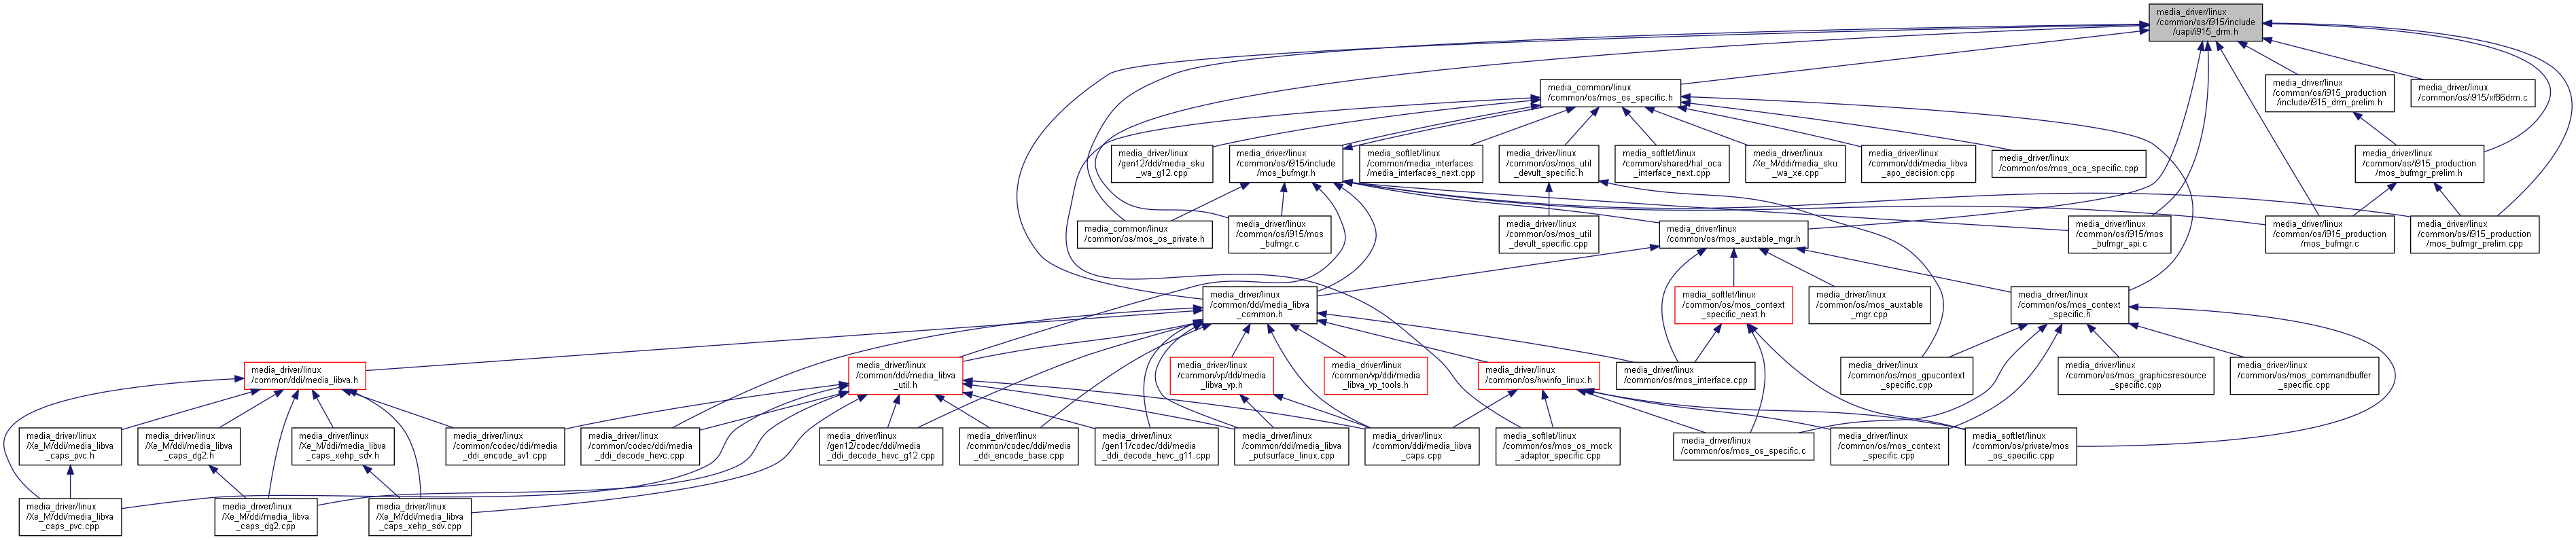 media_driver/linux
/common/os/i915/include
/uapi/i915_drm.h
media_common/linux
/common/os/mos_os_specific.h
media_driver/linux
/common/os/i915_production
/include/i915_drm_prelim.h
media_driver/linux
/common/os/i915/xf86drm.c
media_driver/linux
/gen12/ddi/media_sku
_wa_g12.cpp
media_driver/linux
/common/os/i915/include
/mos_bufmgr.h
media_softlet/linux
/common/media_interfaces
/media_interfaces_next.cpp
media_driver/linux
/common/os/mos_util
_devult_specific.h
media_softlet/linux
/common/shared/hal_oca
_interface_next.cpp
media_driver/linux
/Xe_M/ddi/media_sku
_wa_xe.cpp
media_driver/linux
/common/ddi/media_libva
_apo_decision.cpp
media_driver/linux
/common/os/mos_oca_specific.cpp
media_driver/linux
/common/os/i915_production
/mos_bufmgr_prelim.h
media_common/linux
/common/os/mos_os_private.h
media_driver/linux
/common/os/i915/mos
_bufmgr.c
media_driver/linux
/common/os/mos_util
_devult_specific.cpp
media_driver/linux
/common/os/mos_auxtable_mgr.h
media_driver/linux
/common/os/i915/mos
_bufmgr_api.c
media_driver/linux
/common/os/i915_production
/mos_bufmgr.c
media_driver/linux
/common/os/i915_production
/mos_bufmgr_prelim.cpp
media_driver/linux
/common/ddi/media_libva
_common.h
media_softlet/linux
/common/os/mos_context
_specific_next.h
media_driver/linux
/common/os/mos_auxtable
_mgr.cpp
media_driver/linux
/common/os/mos_context
_specific.h
media_driver/linux
/common/ddi/media_libva.h
media_driver/linux
/common/ddi/media_libva
_util.h
media_driver/linux
/common/vp/ddi/media
_libva_vp.h
media_driver/linux
/common/vp/ddi/media
_libva_vp_tools.h
media_driver/linux
/common/os/hwinfo_linux.h
media_driver/linux
/common/os/mos_interface.cpp
media_driver/linux
/common/os/mos_gpucontext
_specific.cpp
media_driver/linux
/common/os/mos_graphicsresource
_specific.cpp
media_driver/linux
/common/os/mos_commandbuffer
_specific.cpp
media_driver/linux
/Xe_M/ddi/media_libva
_caps_pvc.h
media_driver/linux
/Xe_M/ddi/media_libva
_caps_dg2.h
media_driver/linux
/Xe_M/ddi/media_libva
_caps_xehp_sdv.h
media_driver/linux
/common/codec/ddi/media
_ddi_encode_av1.cpp
media_driver/linux
/common/codec/ddi/media
_ddi_decode_hevc.cpp
media_driver/linux
/gen12/codec/ddi/media
_ddi_decode_hevc_g12.cpp
media_driver/linux
/common/codec/ddi/media
_ddi_encode_base.cpp
media_driver/linux
/gen11/codec/ddi/media
_ddi_decode_hevc_g11.cpp
media_driver/linux
/common/ddi/media_libva
_putsurface_linux.cpp
media_driver/linux
/common/ddi/media_libva
_caps.cpp
media_softlet/linux
/common/os/mos_os_mock
_adaptor_specific.cpp
media_driver/linux
/common/os/mos_os_specific.c
media_driver/linux
/common/os/mos_context
_specific.cpp
media_softlet/linux
/common/os/private/mos
_os_specific.cpp
media_driver/linux
/Xe_M/ddi/media_libva
_caps_pvc.cpp
media_driver/linux
/Xe_M/ddi/media_libva
_caps_dg2.cpp
media_driver/linux
/Xe_M/ddi/media_libva
_caps_xehp_sdv.cpp